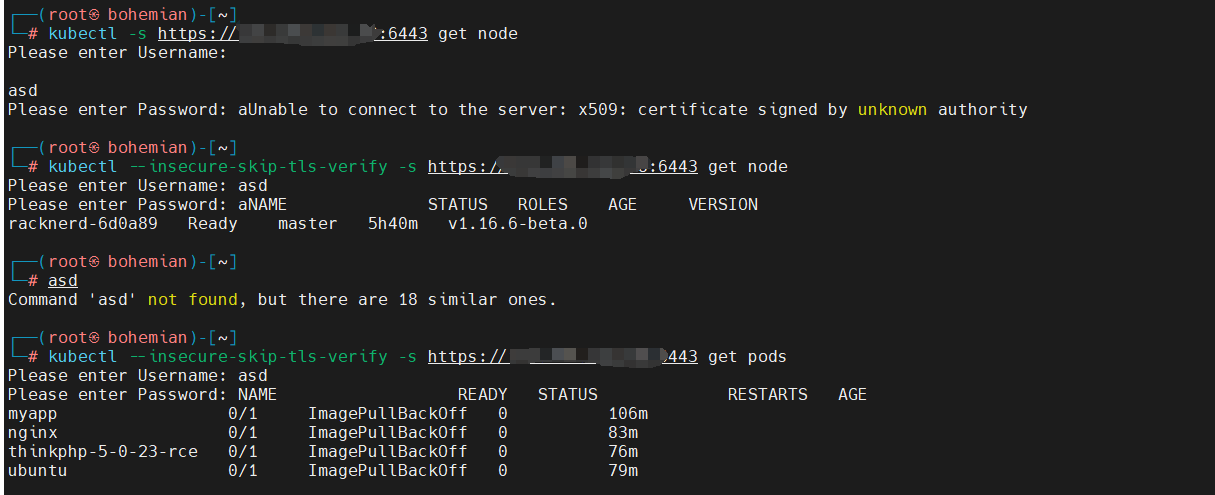 ┌──(root㉿ bohemian)-[~]
└─# kubectl -s https://:6443 get node
Please enter Username:
asd
Please enter Password: aUnable to connect to the server: x509: certificate signed by unknown authority
┌──(root㉿ bohemian)-[~]
└─# kubectl --insecure-skip-tls-verify -s https://:6443 get node
Please enter Username: asd
Please enter Password: aNAME STATUS ROLES AGE VERSION
racknerd-6d0a89 Ready master 5h40m v1.16.6-beta.0
┌──(root㉿ bohemian)-[~]
└─# asd
Command 'asd' not found, but there are 18 similar ones.
┌──(root㉿ bohemian)-[~]
└─# kubectl --insecure-skip-tls-verify -s https://6443 get pods
Please enter Username: asd
Please enter Password: NAME READY STATUS RESTARTS AGE
myapp 0/1 ImagePullBackOff 0 106m
nginx 0/1 ImagePullBackOff 0 83m
thinkphp-5-0-23-rce 0/1 ImagePullBackOff 0 76m
ubuntu 0/1 ImagePullBackOff 0 79m